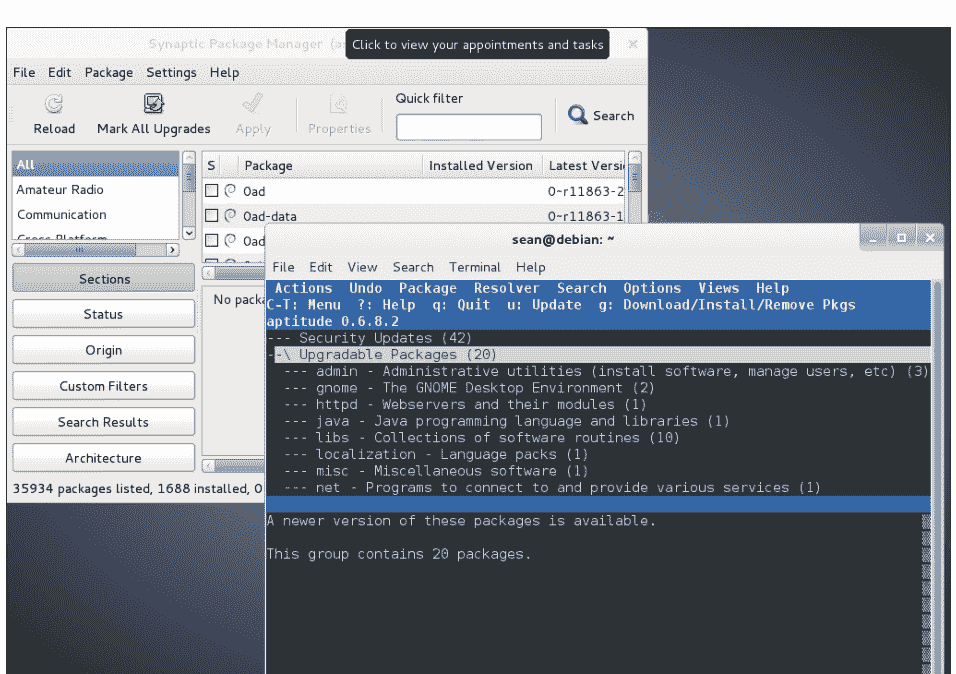 Synaptic Package Manager (a
Click to view your appointments and tasks
File Edit Package Settings Help
Quick filter
Reload Mark All Upgrades Apply Properties Search
All
Amateur Radio
Communication
Cross Platform
S Package Installed Version Latest Versi
0ad 0~r11863-2
0ad-data 0~r11863-1
0ad
Sections
Status
Origin
Custom Filters
Search Results
Architecture
No packa
35934 packages listed, 1688 installed, 0
sean@debian: ~
File Edit View Search Terminal Help
Actions Undo Package Resolver Search Options Views Help
C-T: Menu ?: Help q: Quit u: Update g: Download/Install/Remove Pkgs
aptitude 0.6.8.2
--- Security Updates (42)
--\ Upgradable Packages (20)
--- admin - Administrative utilities (install software, manage users, etc) (3)
--- gnome - The GNOME Desktop Environment (2)
--- httpd - Webservers and their modules (1)
--- java - Java programming language and libraries (1)
--- libs - Collections of software routines (10)
--- localization - Language packs (1)
--- misc - Miscellaneous software (1)
--- net - Programs to connect to and provide various services (1)
A newer version of these packages is available.
This group contains 20 packages.